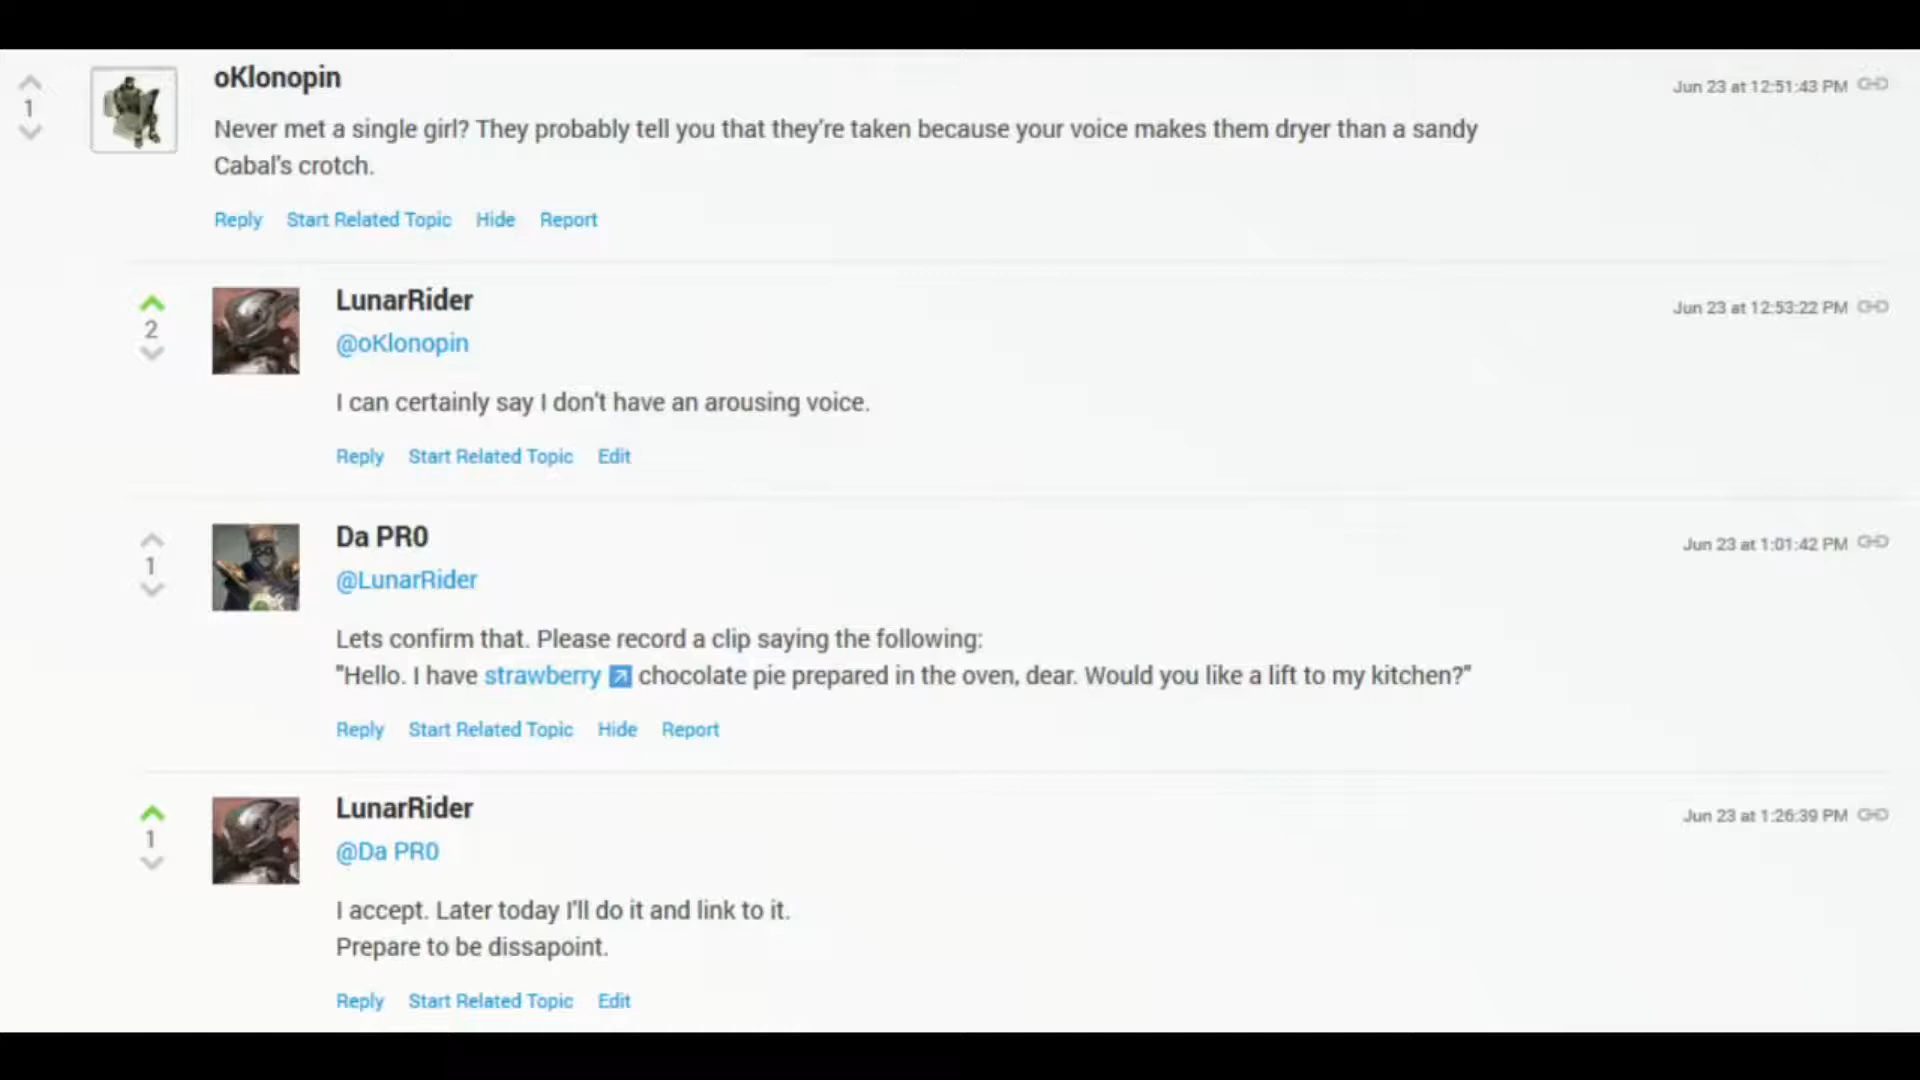 oKlonopin
Jun 23 at 12:51:43 PM
1
Never met a single girl? They probably tell you that they're taken because your voice makes them dryer than a sandy
Cabal's crotch.
Reply Start Related Topic Hide Report
LunarRider
Jun 23 at 12:53:22 PM
2
@oKlonopin
I can certainly say I don't have an arousing voice.
Reply Start Related Topic Edit
Da PR0
Jun 23 at 1:01:42 PM
1
@LunarRider
Lets confirm that. Please record a clip saying the following:
"Hello. I have strawberry chocolate pie prepared in the oven, dear. Would you like a lift to my kitchen?"
Reply Start Related Topic Hide Report
LunarRider
Jun 23 at 1:26:39 PM
1
@Da PR0
I accept. Later today I'll do it and link to it.
Prepare to be dissapoint.
Reply Start Related Topic Edit